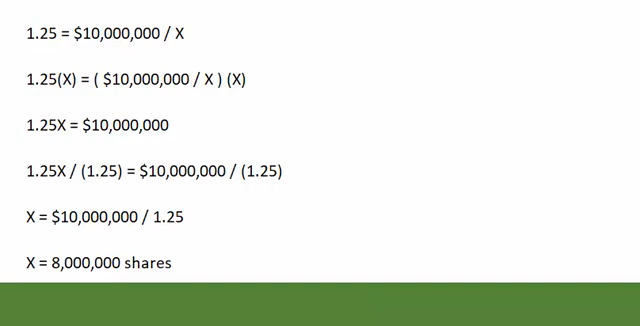 1.25 = $10,000,000 / X
1.25(X) = ( $10,000,000 / X ) (X)
1.25X = $10,000,000
1.25X / (1.25) = $10,000,000 / (1.25)
X = $10,000,000 / 1.25
X = 8,000,000 shares